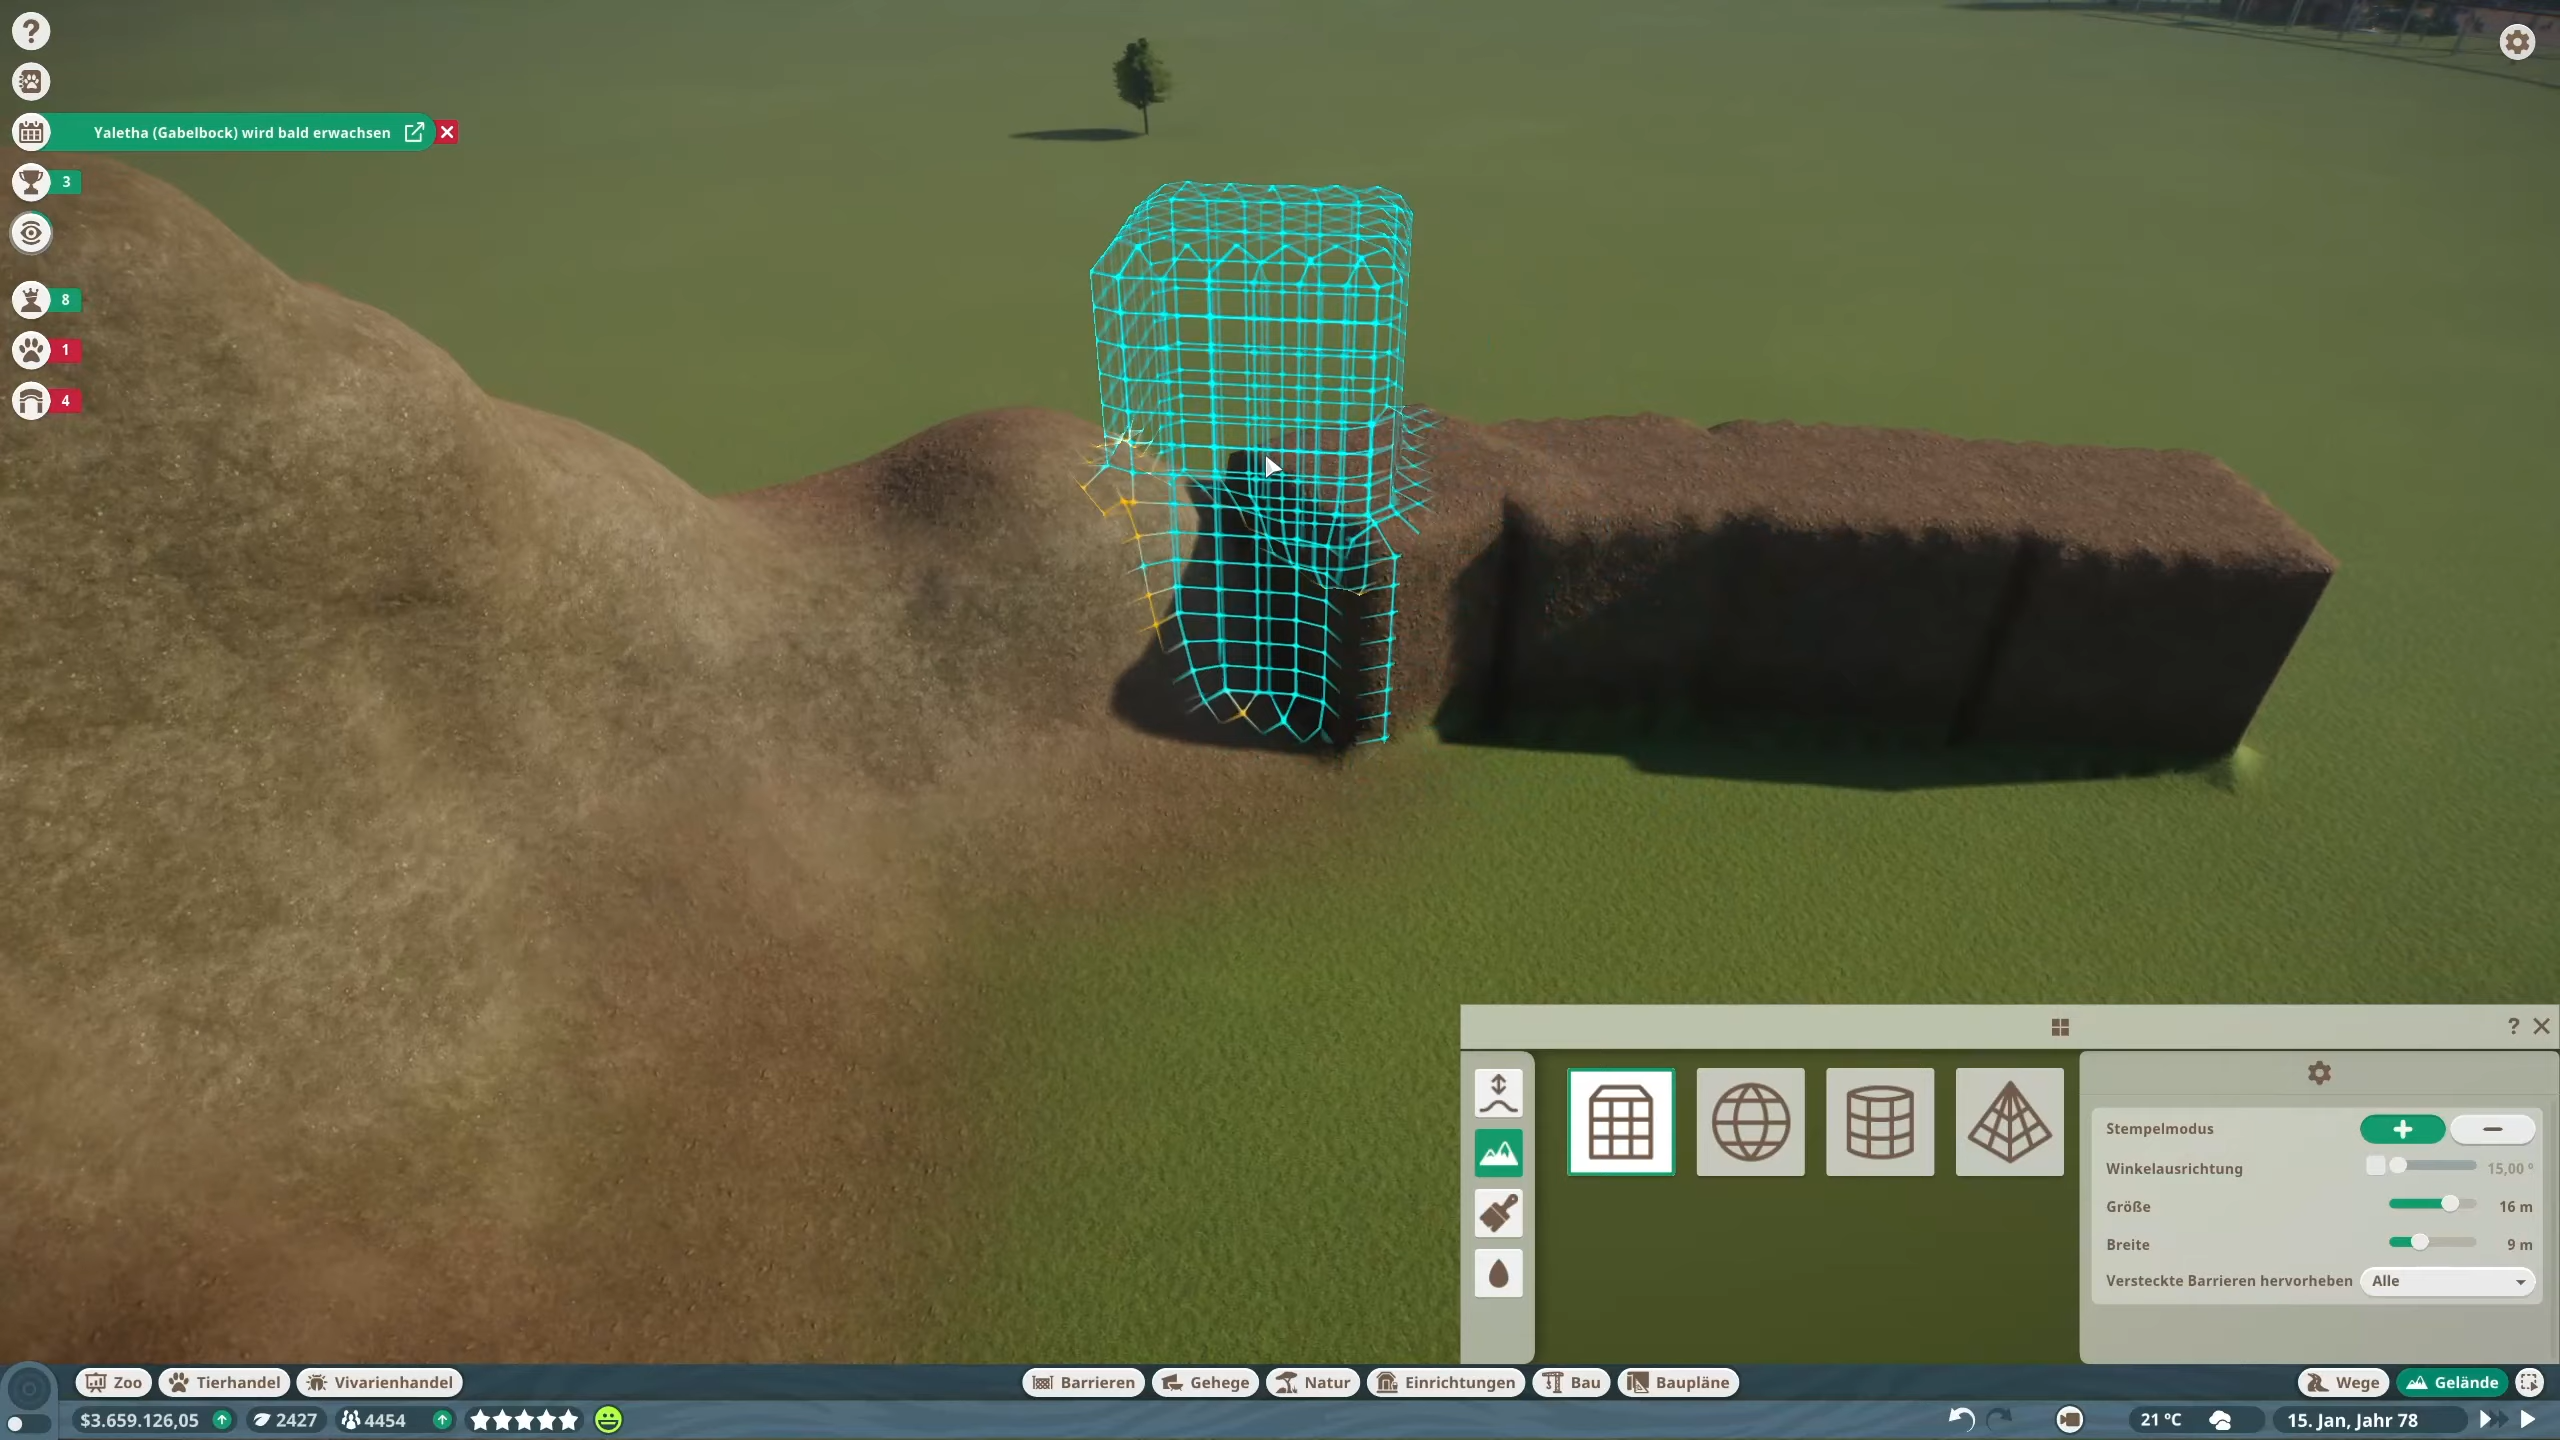 Yaletha (Gabelbock) wird bald erwachsen
3
8
1
4
?
Stempelmodus
Winkelausrichtung 15,00 °
Größe 16 m
Breite 9 m
Versteckte Barrieren hervorheben Alle
Zoo Tierhandel Vivarienhandel Barrieren Gehege Natur Einrichtungen Bau Baupläne Wege Gelände
$3.659.126,05 2427 4454 21 °C 15. Jan, Jahr 78